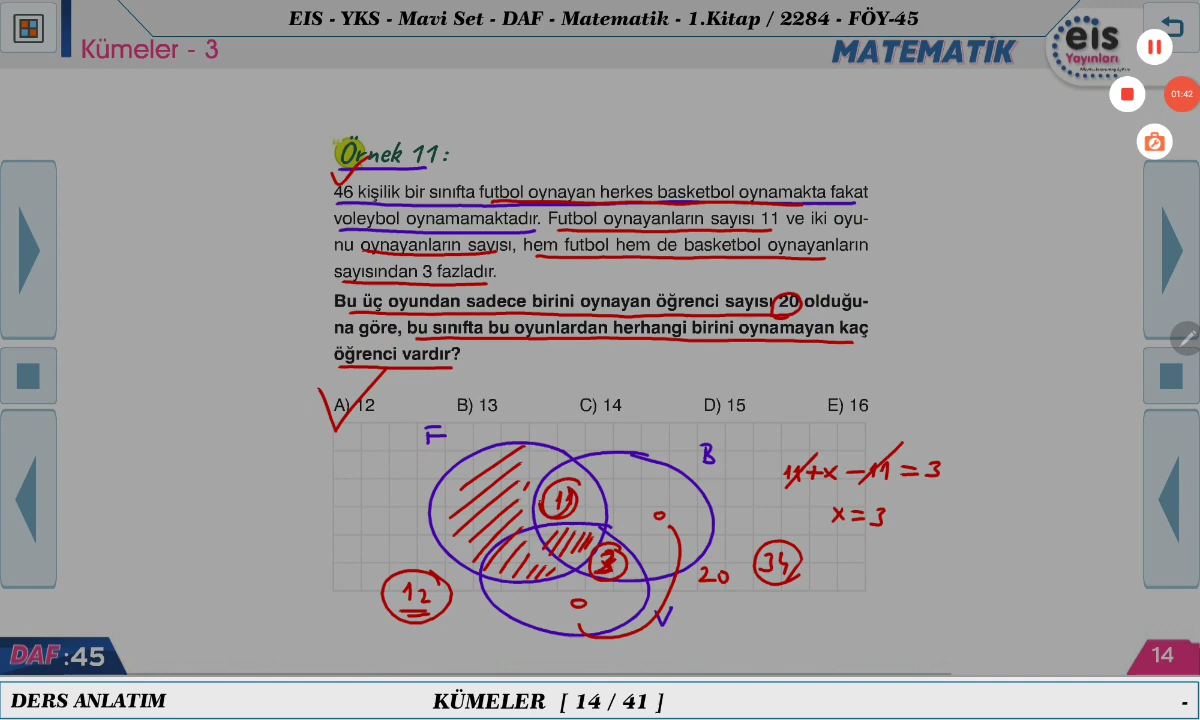 EIS - YKS - Mavi Set - DAF - Matematik - 1.Kitap / 2284 - FÖY-45
Kümeler - 3
MATEMATİK
eis
Yayınları
01:42
Örnek 11:
46 kişilik bir sınıfta futbol oynayan herkes basketbol oynamakta fakat
voleybol oynamamaktadır. Futbol oynayanların sayısı 11 ve iki oyu-
nu oynayanların sayısı, hem futbol hem de basketbol oynayanların
sayısından 3 fazladır.
Bu üç oyundan sadece birini oynayan öğrenci sayısı 20 olduğu-
na göre, bu sınıfta bu oyunlardan herhangi birini oynamayan kaç
öğrenci vardır?
A) 12 B) 13 C) 14 D) 15 E) 16
F
B
11+x-11=3
11
x=3
3
20
34
12
V
DAF:45
14
DERS ANLATIM
KÜMELER [ 14 / 41 ]
-